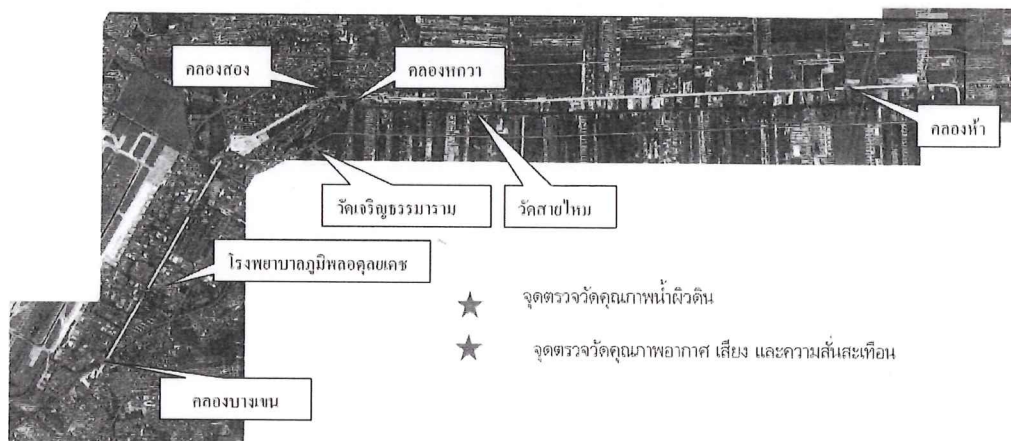 คลองสอง
คลองหกวา
คลองห้า
วัดเจริญธรรมาราม
วัดสายไหม
โรงพยาบาลภูมิพลอดุลยเดช
จุดตรวจวัดคุณภาพน้ำผิวดิน
จุดตรวจวัดคุณภาพอากาศ เสียง และความสั่นสะเทือน
คลองบางเขน